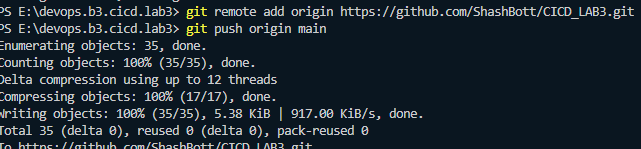 PS E:\devops.b3.cicd.lab3> git remote add origin https://github.com/ShashBott/CICD_LAB3.git
PS E:\devops.b3.cicd.lab3> git push origin main
Enumerating objects: 35, done.
Counting objects: 100% (35/35), done.
Delta compression using up to 12 threads
Compressing objects: 100% (17/17), done.
Writing objects: 100% (35/35), 5.38 KiB | 917.00 KiB/s, done.
Total 35 (delta 0), reused 0 (delta 0), pack-reused 0
To https://github.com/ShashBott/CICD_LAB3.git